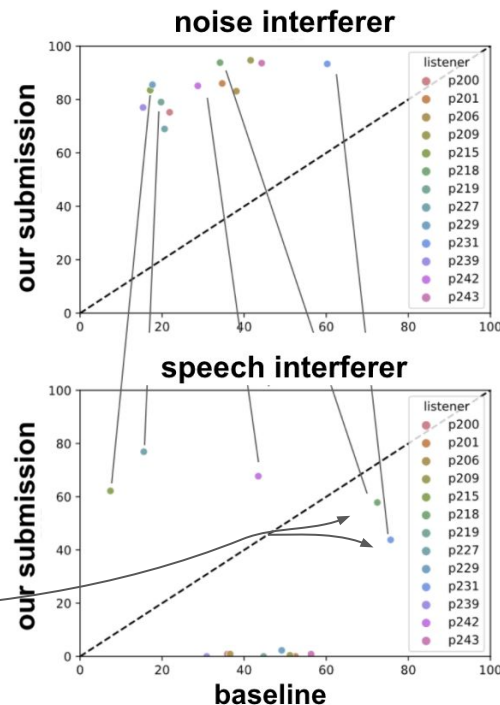 noise interferer
our submission
100
80
60
40
20
0
0 20 40 60 80 100
listener
p200
p201
p206
p209
p215
p218
p219
p227
p229
p231
p239
p242
p243
speech interferer
our submission
100
80
60
40
20
0
0 20 40 60 80 100
listener
p200
p201
p206
p209
p215
p218
p219
p227
p229
p231
p239
p242
p243
baseline